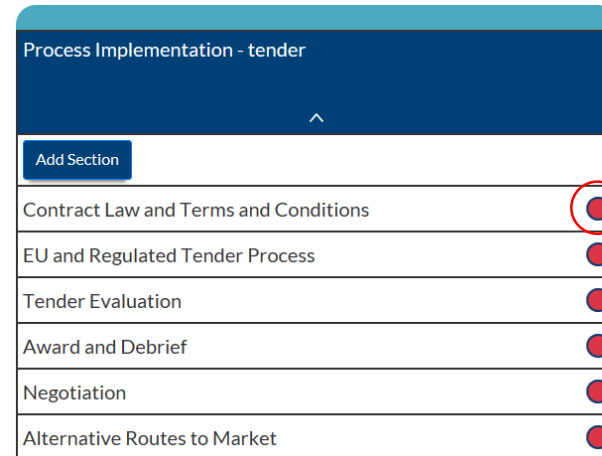 Process Implementation - tender
Add Section
Contract Law and Terms and Conditions
EU and Regulated Tender Process
Tender Evaluation
Award and Debrief
Negotiation
Alternative Routes to Market